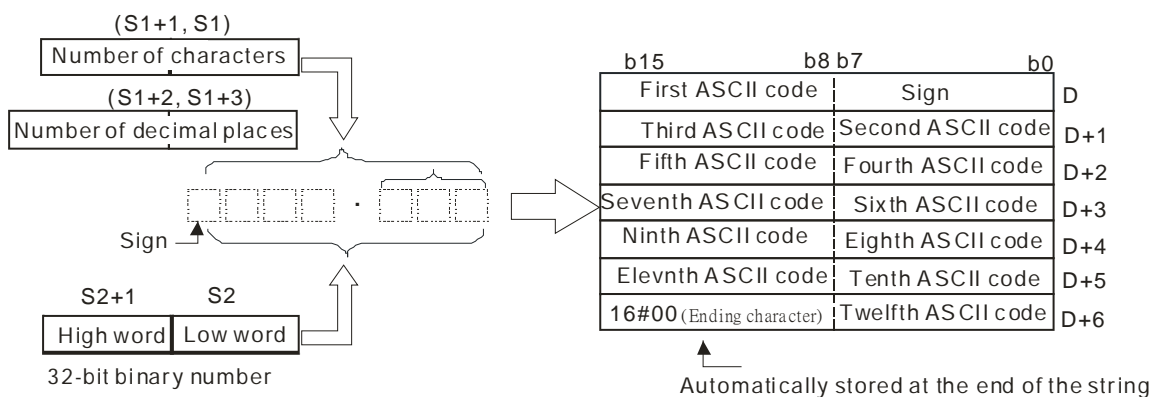 (S1+1, S1)
Number of characters
(S1+2, S1+3)
Number of decimal places
.
Sign
S2+1 S2
High word Low word
32-bit binary number
b15 b8 b7 b0
First ASCII code Sign D
Third ASCII code Second ASCII code D+1
Fifth ASCII code Fourth ASCII code D+2
Seventh ASCII code Sixth ASCII code D+3
Ninth ASCII code Eighth ASCII code D+4
Elevnth ASCII code Tenth ASCII code D+5
16#00 (Ending character) Twelfth ASCII code D+6
Automatically stored at the end of the string